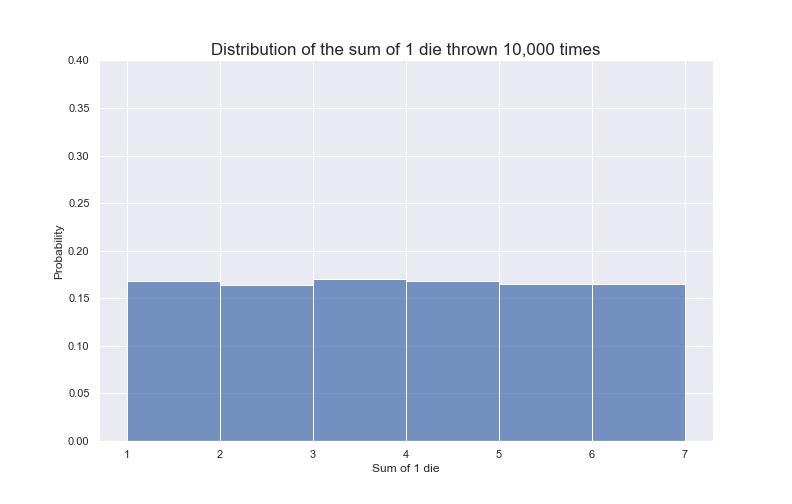 Distribution of the sum of 1 die thrown 10,000 times
0.40
0.35
0.30
0.25
0.20
0.15
0.10
0.05
0.00
Probability
1 2 3 4 5 6 7
Sum of 1 die